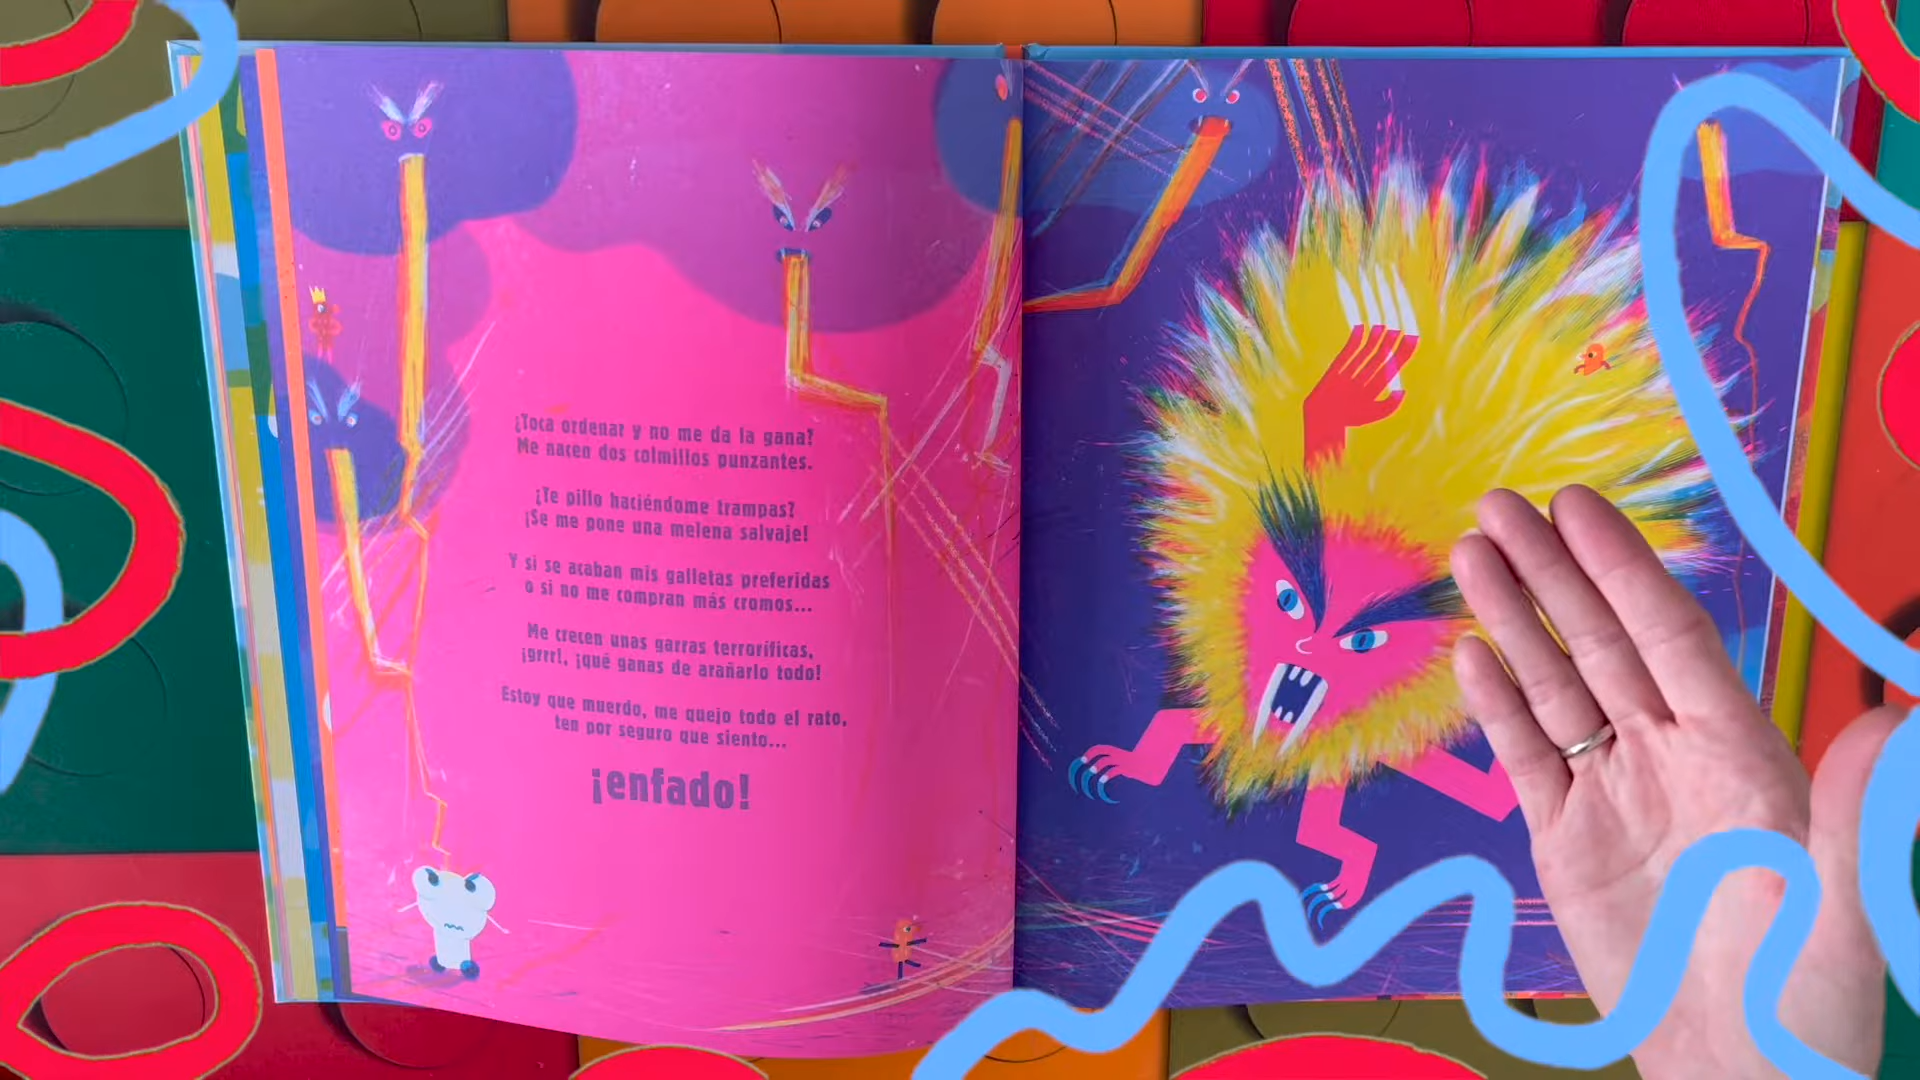 ¿Toca ordenar y no me da la gana?
Me nacen dos colmillos punzantes.
¿Te pillo haciéndome trampas?
¡Se me pone una melena salvaje!
Y si se acaban mis galletas preferidas
o si no me compran más cromos...
Me crecen unas garras terroríficas,
¡grrr!, ¡qué ganas de arañarlo todo!
Estoy que muerdo, me quejo todo el rato,
ten por seguro que siento...
¡enfado!